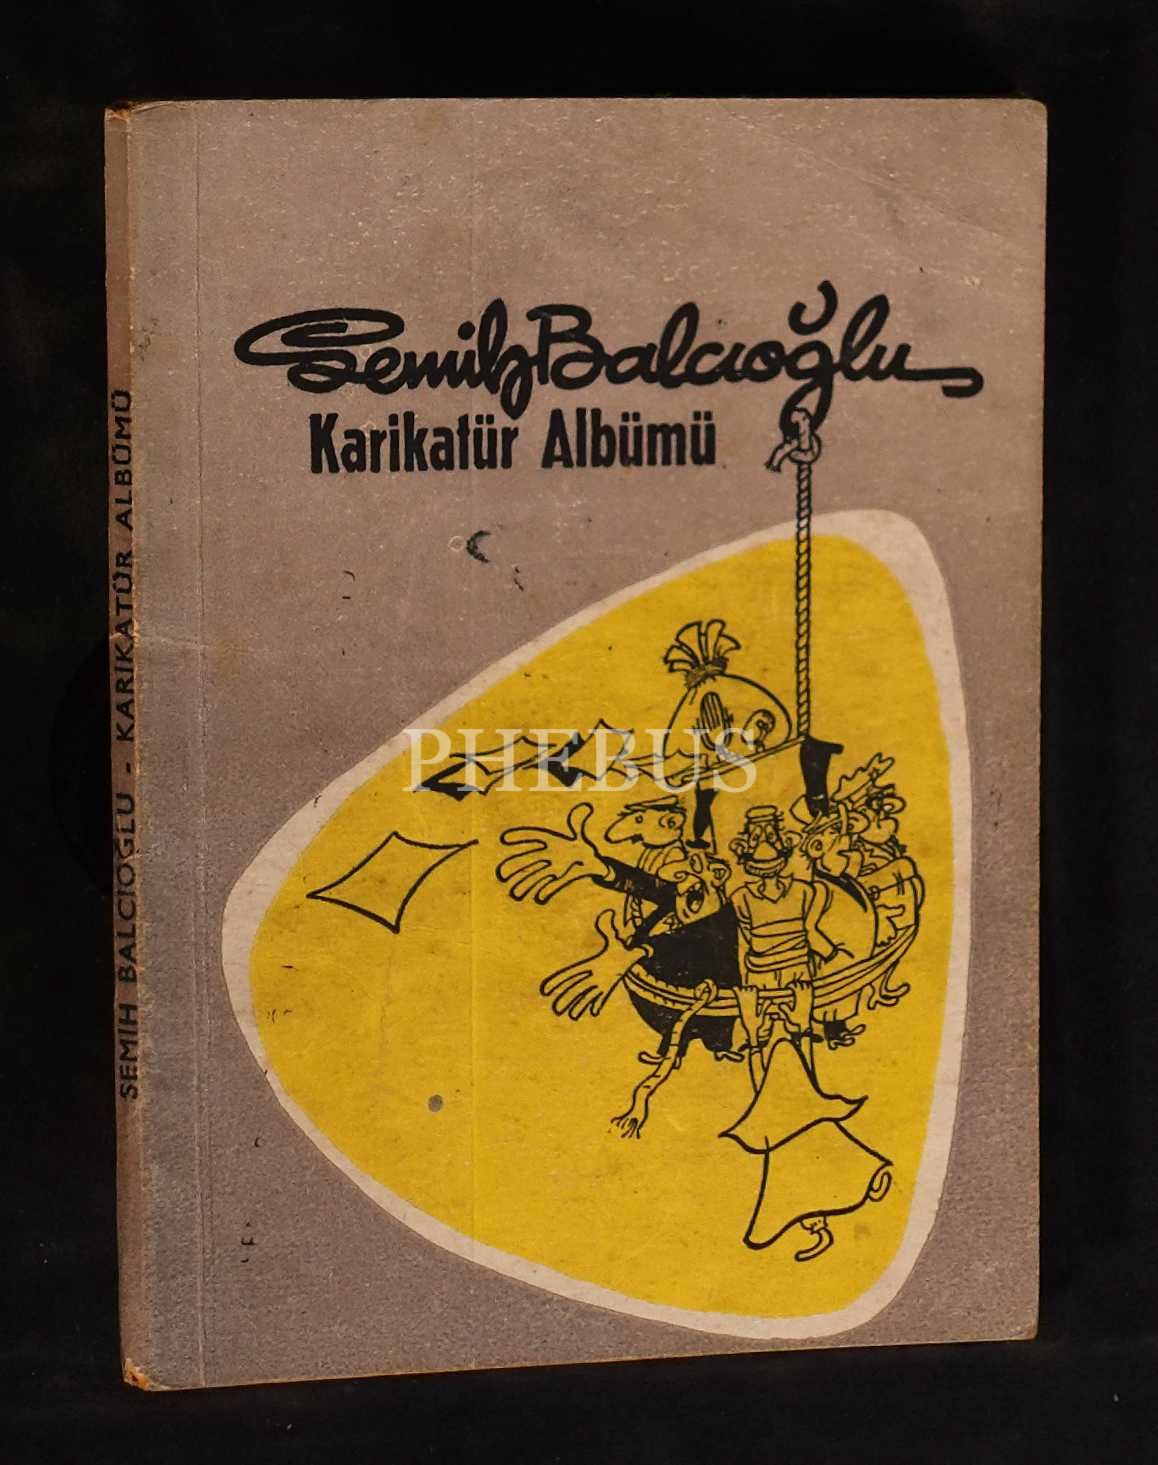 Semih Balcıoğlu
Karikatür Albümü
PHEBUS
SEMİH BALCIOĞLU - KARİKATÜR ALBÜMÜ